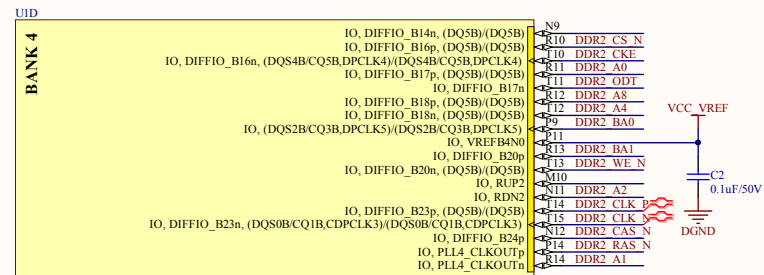 U1D
BANK 4
IO, DIFFIO_B14n, (DQ5B)/(DQ5B) N9
IO, DIFFIO_B16p, (DQ5B)/(DQ5B) R10 DDR2_CS_N
IO, DIFFIO_B16n, (DQS4B/CQ5B,DPCLK4)/(DQS4B/CQ5B,DPCLK4) T10 DDR2_CKE
IO, DIFFIO_B17p, (DQ5B)/(DQ5B) R11 DDR2_A0
IO, DIFFIO_B17n T11 DDR2_ODT
IO, DIFFIO_B18p, (DQ5B)/(DQ5B) R12 DDR2_A8
IO, DIFFIO_B18n, (DQ5B)/(DQ5B) T12 DDR2_A4
IO, (DQS2B/CQ3B,DPCLK5)/(DQS2B/CQ3B,DPCLK5) P9 DDR2_BA0
IO, VREFB4N0 P11
IO, DIFFIO_B20p R13 DDR2_BA1
IO, DIFFIO_B20n, (DQ5B)/(DQ5B) T13 DDR2_WE_N
IO, RUP2 M10
IO, RDN2 N11 DDR2_A2
IO, DIFFIO_B23p, (DQ5B)/(DQ5B) T14 DDR2_CLK_P
IO, DIFFIO_B23n, (DQS0B/CQ1B,CDPCLK3)/(DQS0B/CQ1B,CDPCLK3) T15 DDR2_CLK_N
IO, DIFFIO_B24p N12 DDR2_CAS_N
IO, PLL4_CLKOUTp P14 DDR2_RAS_N
IO, PLL4_CLKOUTn R14 DDR2_A1
VCC_VREF
C2
0.1uF/50V
DGND